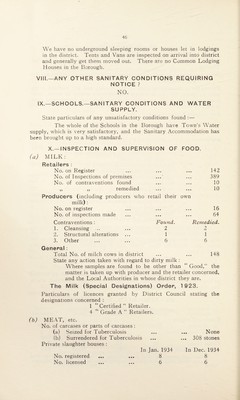 46
We have no underground sleeping rooms or houses let in lodgings
in the district. Tents and Vans are inspected on arrival into district
and generally get them moved out. There are no Common Lodging
Houses in the Borough.
VIII.—ANY OTHER SANITARY CONDITIONS REQUIRING
NOTICE?
NO.
IX.—SCHOOLS.—SANITARY CONDITIONS AND WATER
SUPPLY.
State particulars of any unsatisfactory conditions found:—
The whole of the Schools in the Borough have Town's Water
supply, which is very satisfactory, and the Sanitary Accommodation has
been brought up to a high standard.
X.—INSPECTION AND SUPERVISION OF FOOD.
(a) MILK:
Retailers:
No. on Register ... ... ... 142
No. of Inspections of premises ... ... 389
No. of contraventions found ... ... 10
„ „ remedied ... ... 10
Producers (including producers who retail their own
milk):
No. on register ... ... ... 16
No. of inspections made ... ... ... 64
Contraventions: Found. Remedied.
1. Cleansing ... ... 2 2
2. Structural alterations ... 1 1
3. Other ... ... 6 6
General:
Total No. of milch cows in district ... ... 148
State any action taken with regard to dirty milk:
Where samples are found to be other than "Good," the
matter is taken up with producer and the retailer concerned,
and the Local Authorities in whose district they are.
The Milk (Special Designations) Order, 1923.
Particulars of licences granted by District Council stating the
designations concerned:
1 "Certified" Retailer.
4 "Grade A" Retailers.
(b) MEAT, etc.
No. of carcases or parts of carcases:
(a) Seized for Tuberculosis ... ... None
(b) Surrendered for Tuberculosis ... ... 308 stones
Private slaughter houses:
In Jan. 1934 In Dec. 1934
No. registered ... ... 8 8
No. licensed ... ... 6 6